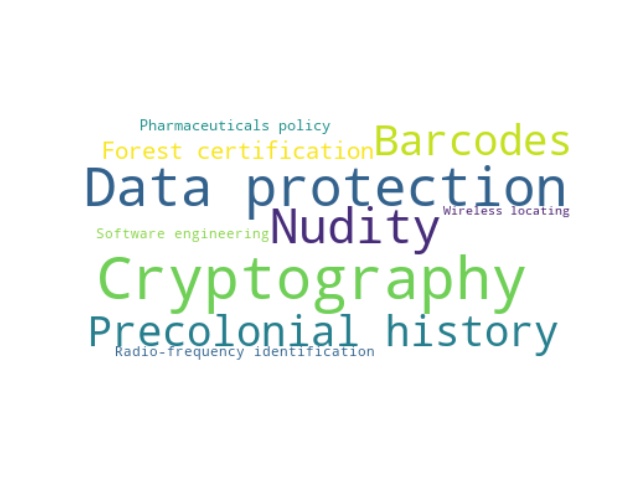 Pharmaceuticals policy
Barcodes
Forest certification
Data protection
Wireless locating
Nudity
Software engineering
Cryptography
Precolonial history
Radio-frequency identification